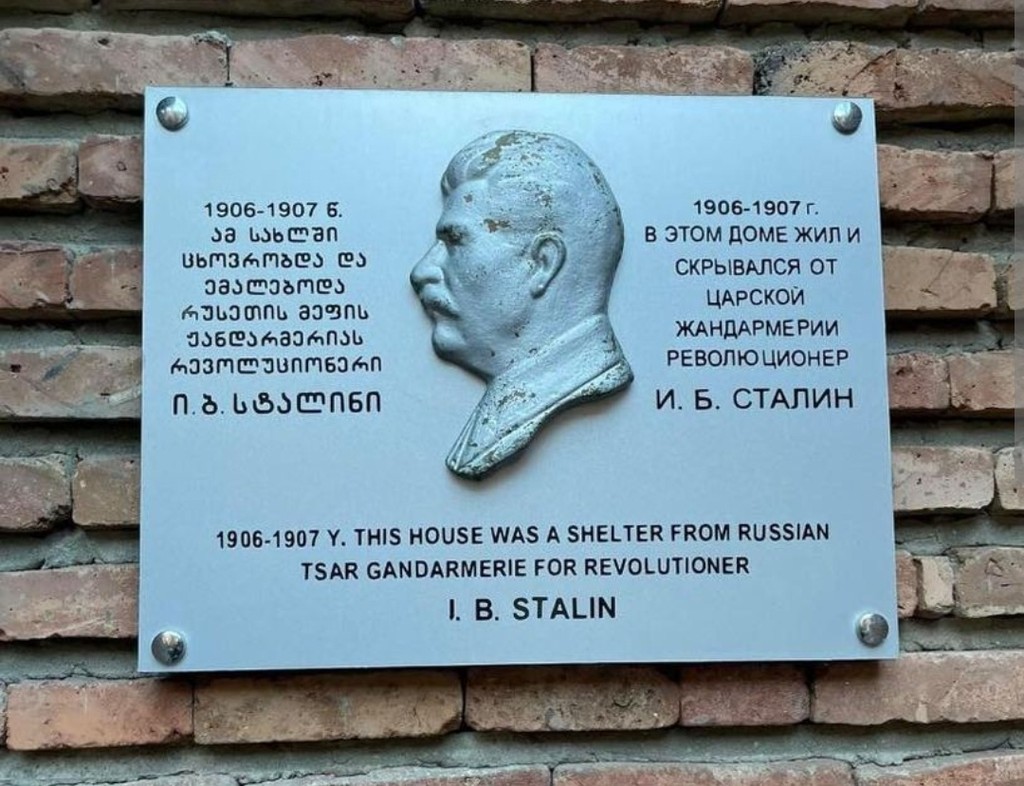 1906-1907 წ.
ამ სახლში
ცხოვრობდა და
ემალებოდა
რუსეთის მეფის
ჟანდარმერიას
რევოლუციონერი
ი. ბ. სტალინი
1906-1907 г.
В ЭТОМ ДОМЕ ЖИЛ И
СКРЫВАЛСЯ ОТ
ЦАРСКОЙ
ЖАНДАРМЕРИИ
РЕВОЛЮЦИОНЕР
И. Б. СТАЛИН
1906-1907 Y. THIS HOUSE WAS A SHELTER FROM RUSSIAN
TSAR GANDARMERIE FOR REVOLUTIONER
I. B. STALIN